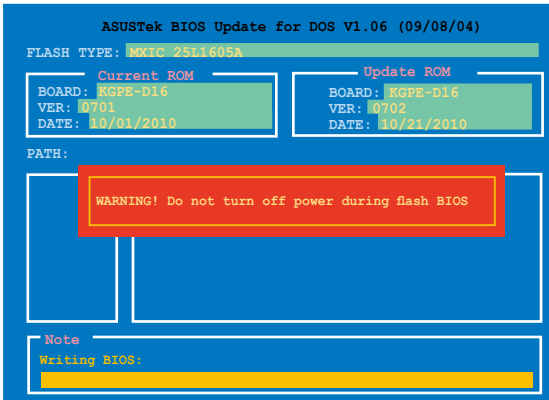 ASUSTek BIOS Update for DOS V1.06 (09/08/04)
FLASH TYPE: MXIC 25L1605A
Current ROM
BOARD: KGPE-D16
VER: 0701
DATE: 10/01/2010
Update ROM
BOARD: KGPE-D16
VER: 0702
DATE: 10/21/2010
PATH:
WARNING! Do not turn off power during flash BIOS
Note
Writing BIOS: